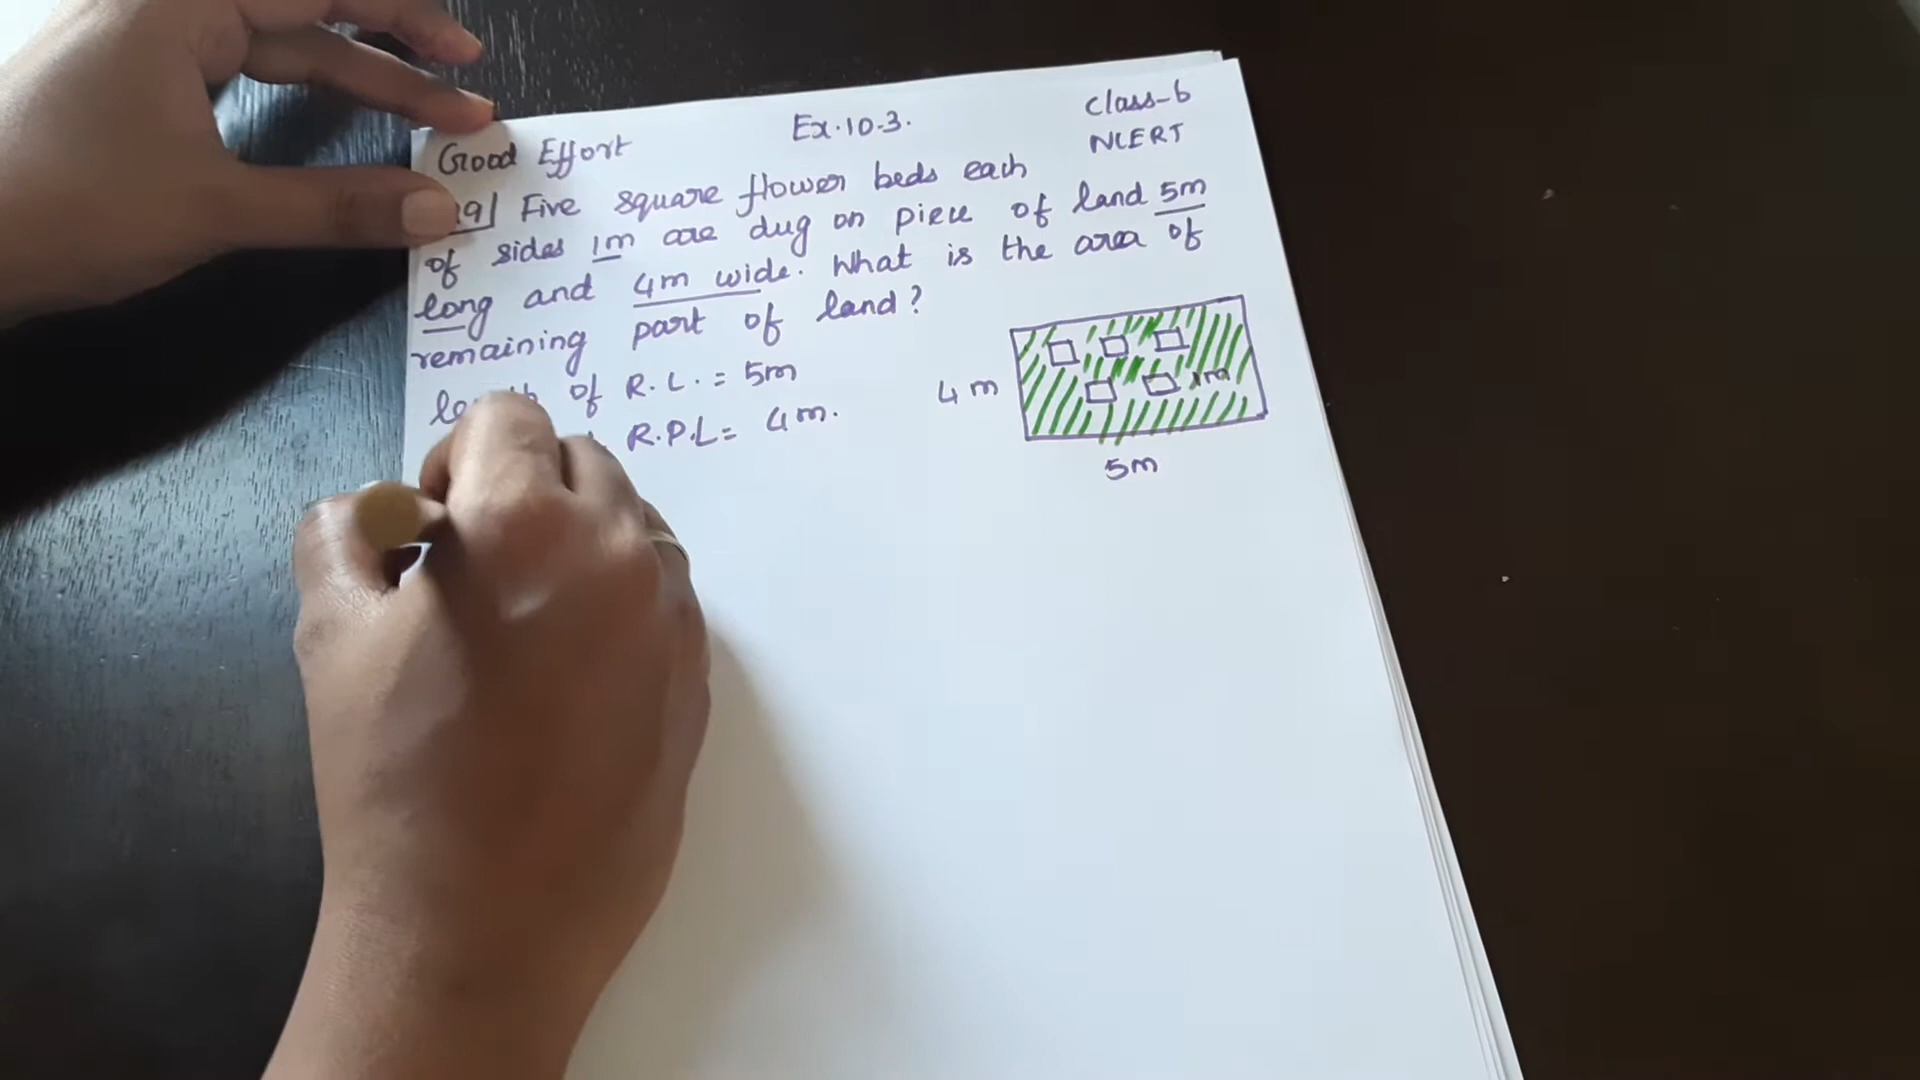 Good Effort
Ex.10.3.
Class-6
NCERT
9| Five square flower beds each
of sides 1m are dug on piece of land 5m
long and 4m wide. What is the area of
remaining part of land?
of R.L. = 5m
R.P.L = 4m.
4 m
1m
5m